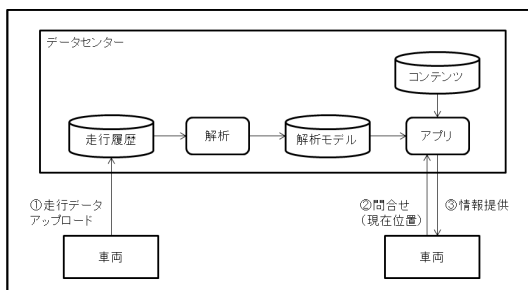 データセンター
コンテンツ
走行履歴
解析
解析モデル
アプリ
①走行データ
アップロード
②問合せ
（現在位置）
③情報提供
車両
車両